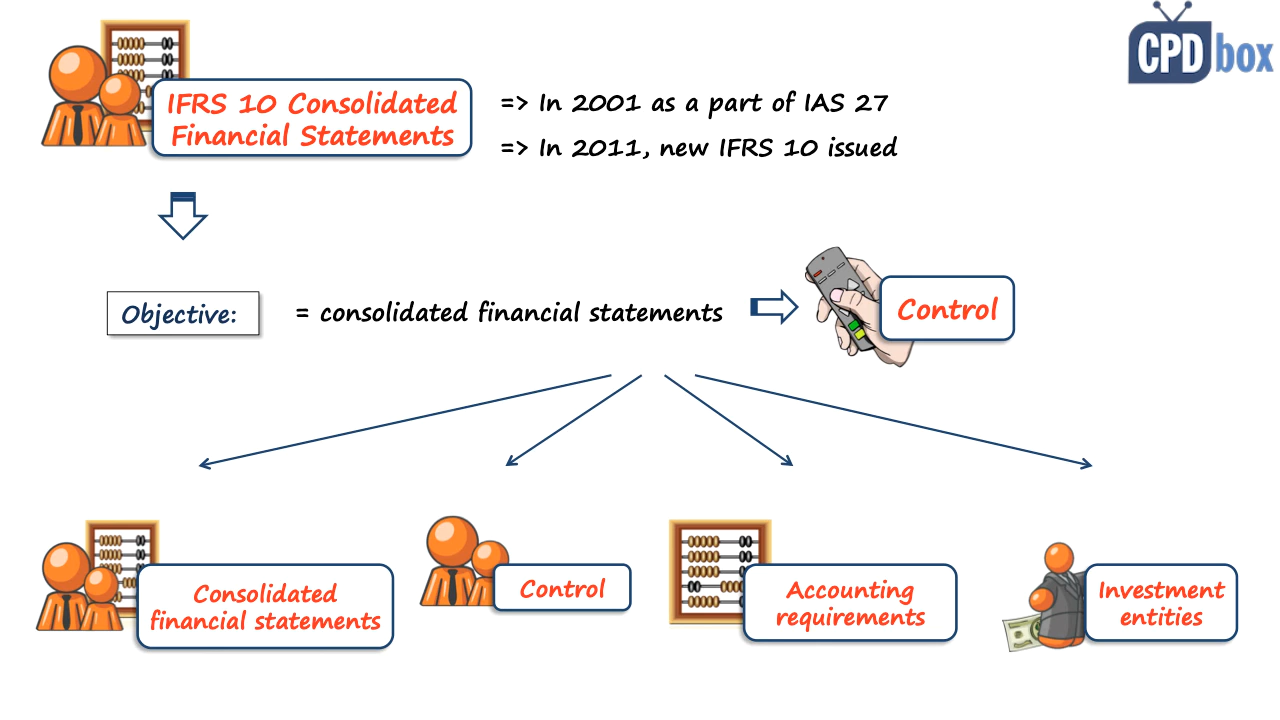 CPD box
IFRS 10 Consolidated
Financial Statements
=> In 2001 as a part of IAS 27
=> In 2011, new IFRS 10 issued
Objective:
= consolidated financial statements
Control
Consolidated
financial statements
Control
Accounting
requirements
Investment
entities